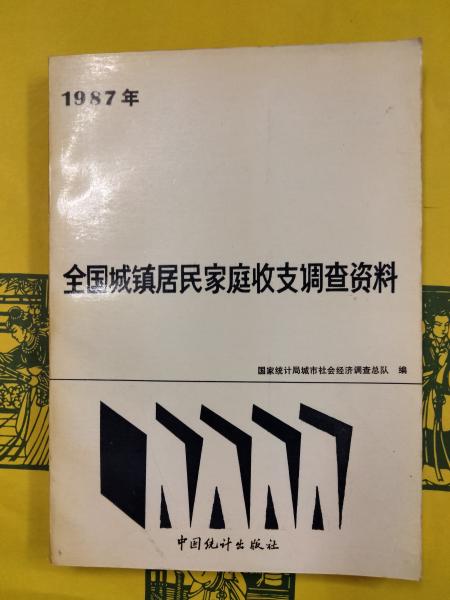 1987年
全国城镇居民家庭收支调查资料
国家统计局城市社会经济调查总队 编
中国统计出版社